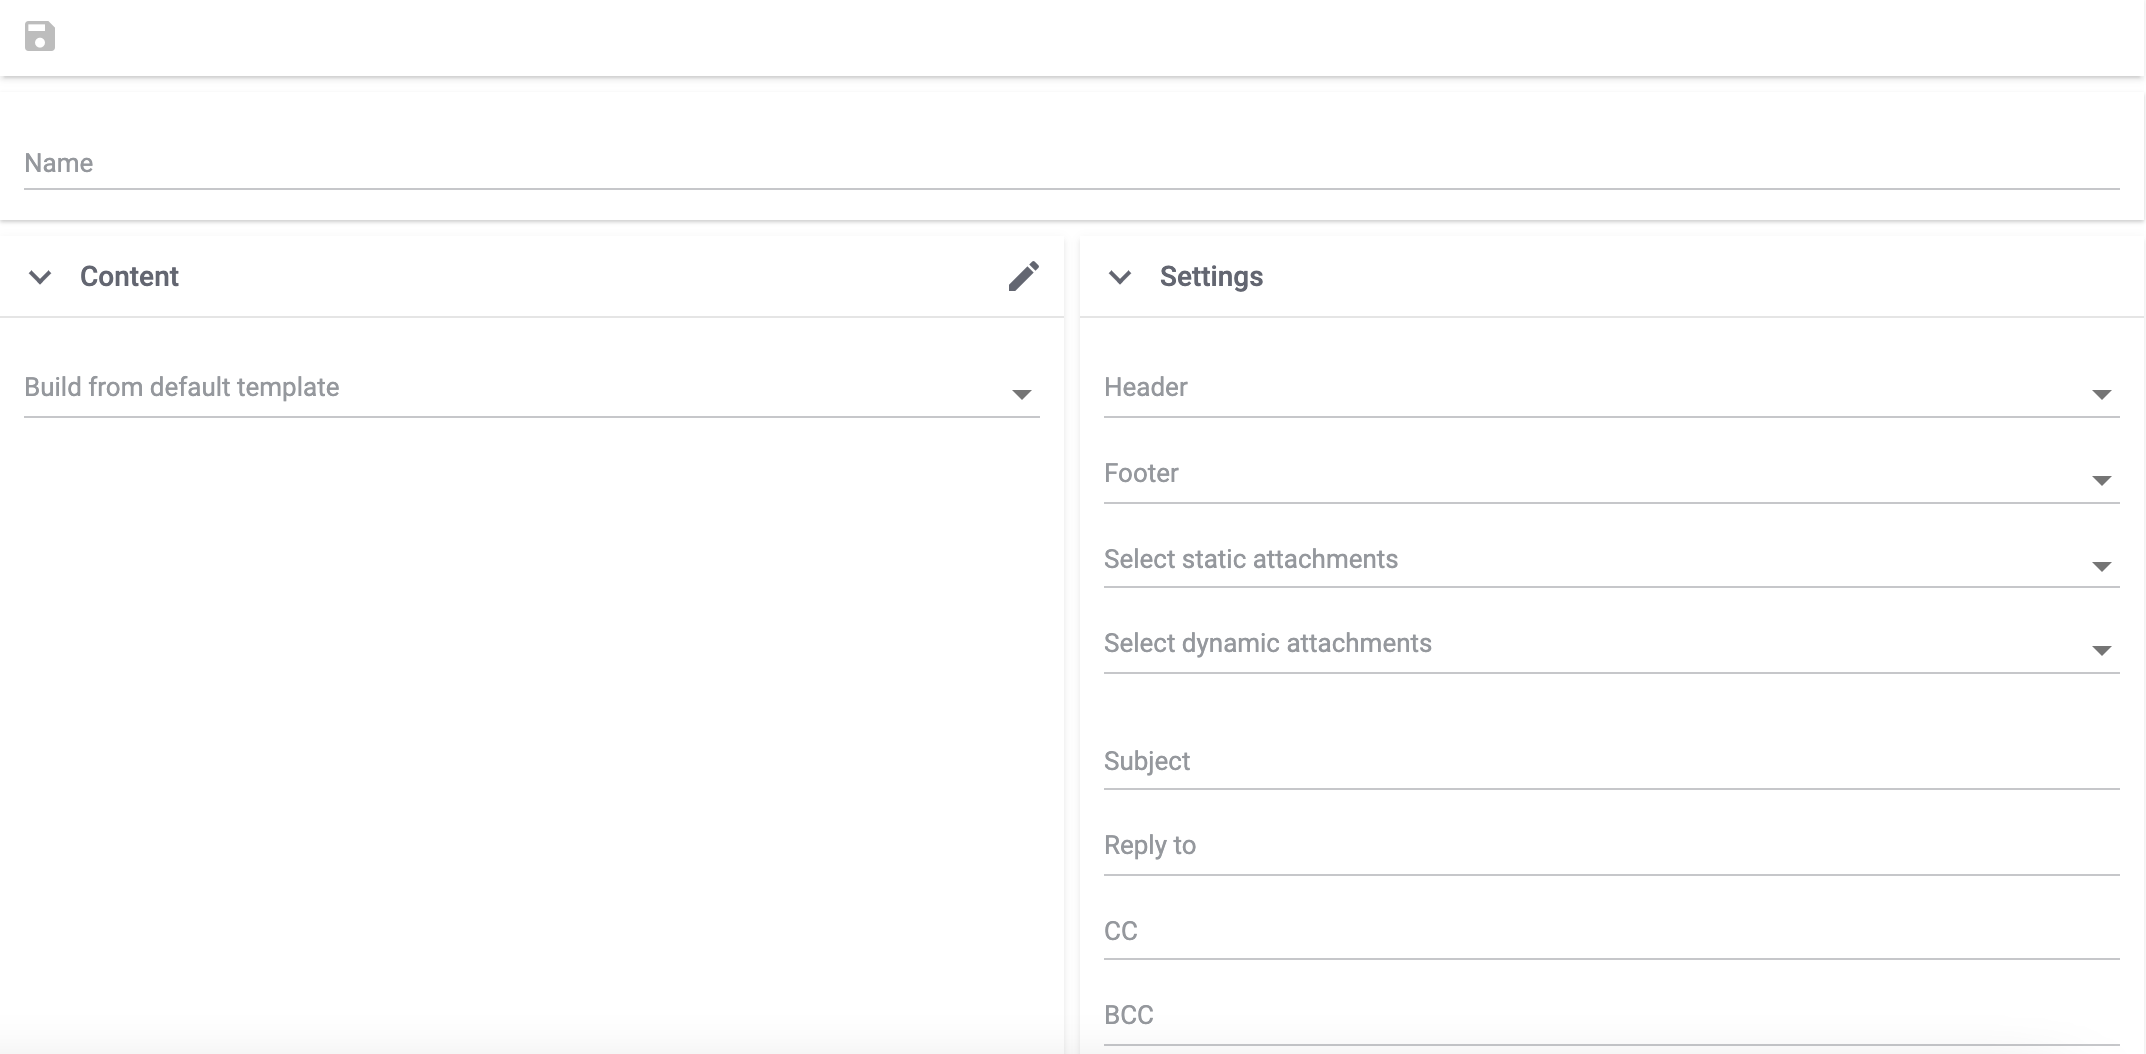 Name
Content
Build from default template
Settings
Header
Footer
Select static attachments
Select dynamic attachments
Subject
Reply to
CC
BCC